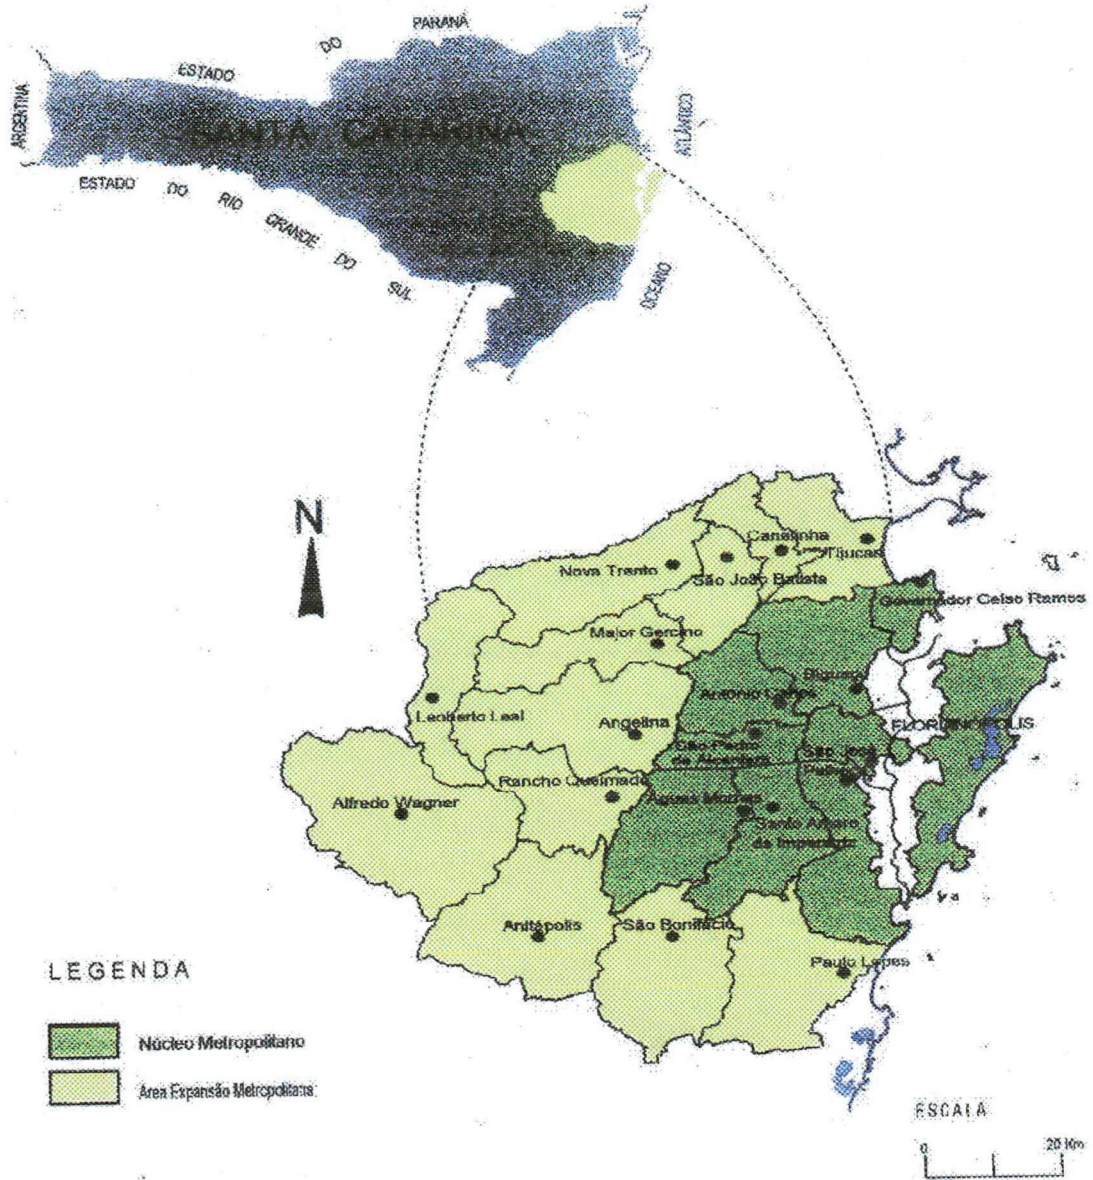 PARANÁ
DO
ESTADO
ARGENTINA
SANTA CATARINA
ATLÂNTICO
ESTADO DO RIO GRANDE DO SUL
OCEANO
N
Canelinha
Tijucas
Nova Trento
São João Batista
Governador Celso Ramos
Major Gercino
Biguaçu
Antônio Carlos
Leoberto Leal
Angelina
FLORIANÓPOLIS
São Pedro
de Alcântara
São José
Rancho Queimado
Palhoça
Alfredo Wagner
Águas Mornas
Santo Amaro
da Imperatriz
Anitápolis
São Bonifácio
Paulo Lopes
LEGENDA
Núcleo Metropolitano
Área Expansão Metropolitana
ESCALA
0 20 Km